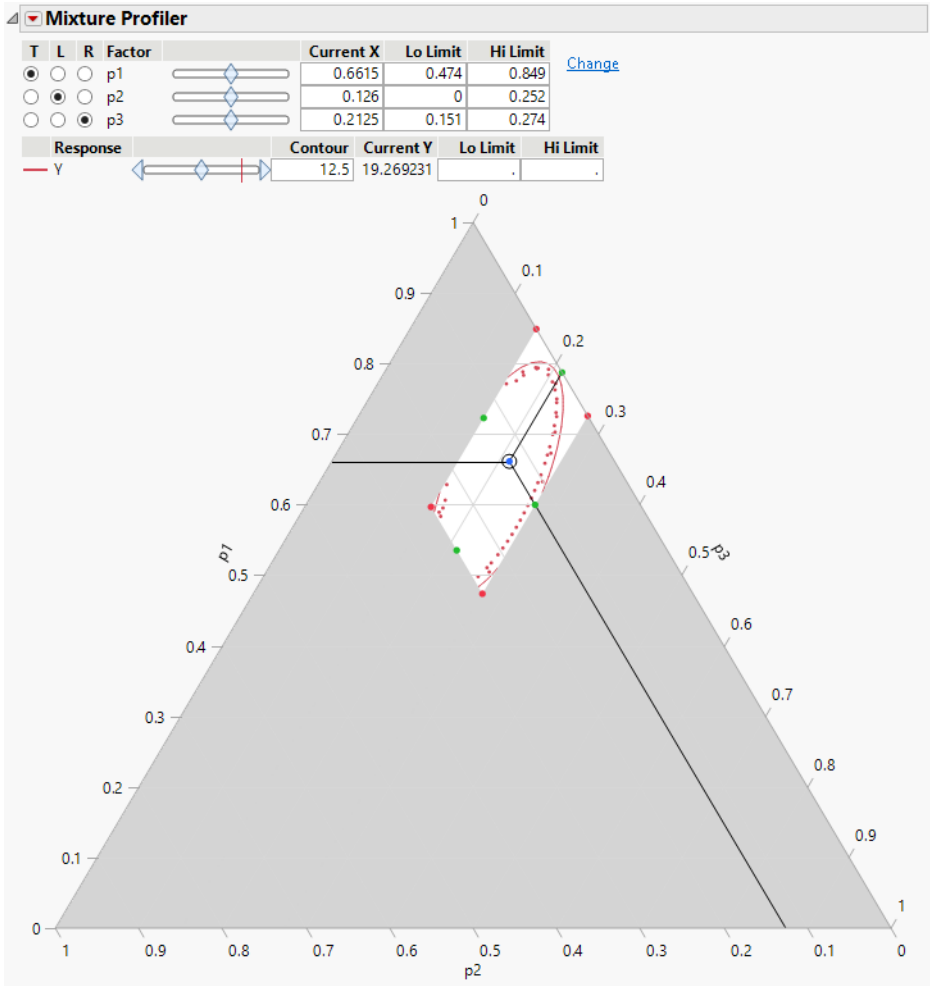 Mixture Profiler
T L R Factor Current X Lo Limit Hi Limit
p1 0.6615 0.474 0.849
Change
p2 0.126 0 0.252
p3 0.2125 0.151 0.274
Response Contour Current Y Lo Limit Hi Limit
Y 12.5 19.269231 . .
0
1
0.1
0.9
0.2
0.8
0.3
0.7
0.4
0.6
p1
0.5
p3
0.5
0.6
0.4
0.7
0.3
0.8
0.2
0.9
0.1
1
0
1 0.9 0.8 0.7 0.6 0.5 0.4 0.3 0.2 0.1 0
p2